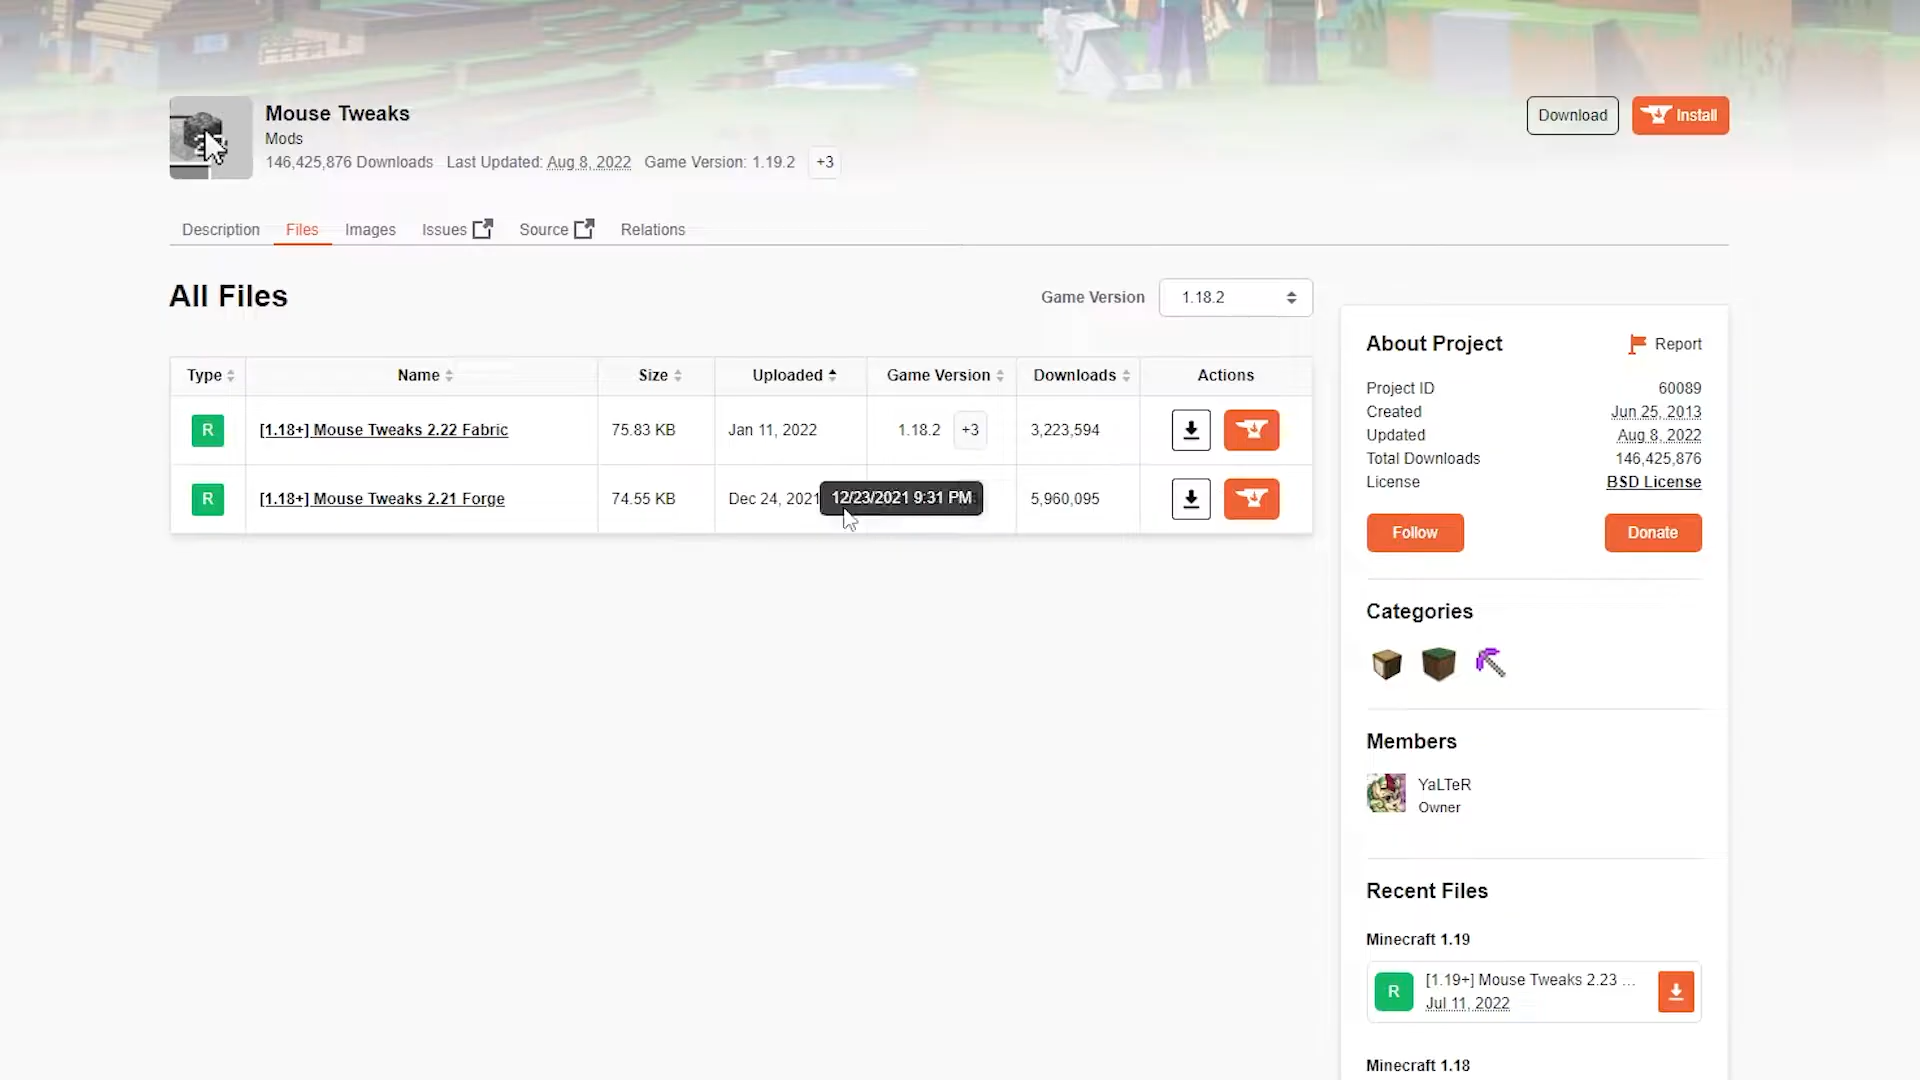 Mouse Tweaks
Mods
146,425,876 Downloads Last Updated: Aug 8, 2022 Game Version: 1.19.2 +3
Download
Install
Description Files Images Issues Source Relations
All Files
Game Version 1.18.2
Type Name Size Uploaded Game Version Downloads Actions
R [1.18+] Mouse Tweaks 2.22 Fabric 75.83 KB Jan 11, 2022 1.18.2 +3 3,223,594
R [1.18+] Mouse Tweaks 2.21 Forge 74.55 KB Dec 24, 2021 12/23/2021 9:31 PM 5,960,095
About Project Report
Project ID 60089
Created Jun 25, 2013
Updated Aug 8, 2022
Total Downloads 146,425,876
License BSD License
Follow Donate
Categories
Members
YaLTeR
Owner
Recent Files
Minecraft 1.19
R [1.19+] Mouse Tweaks 2.23 ...
Jul 11, 2022
Minecraft 1.18